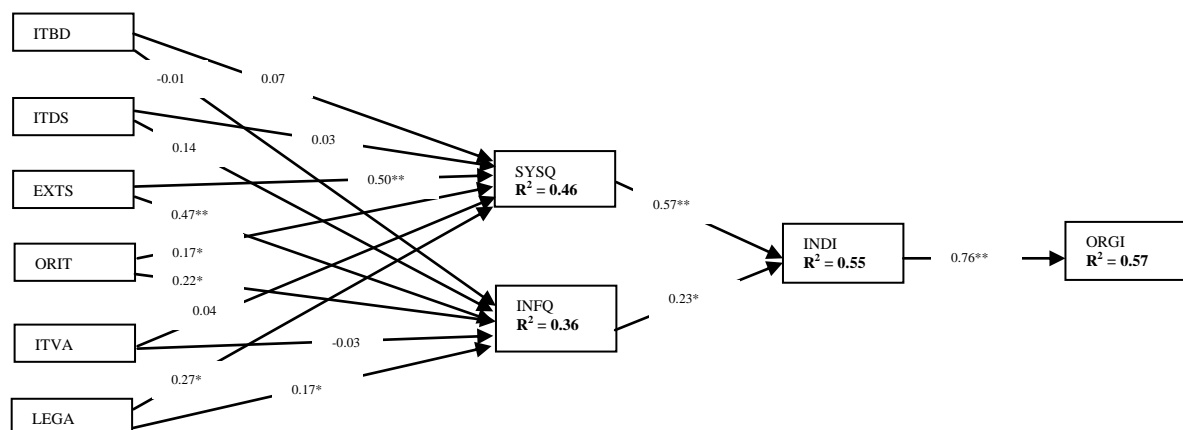 ITBD
-0.01
0.07
ITDS
0.03
0.14
SYSQ
R² = 0.46
EXTS
0.50**
0.47**
0.57**
INDI
R² = 0.55
ORGI
R² = 0.57
ORIT
0.17*
0.76**
0.22*
INFQ
R² = 0.36
0.23*
0.04
ITVA
-0.03
0.27*
0.17*
LEGA